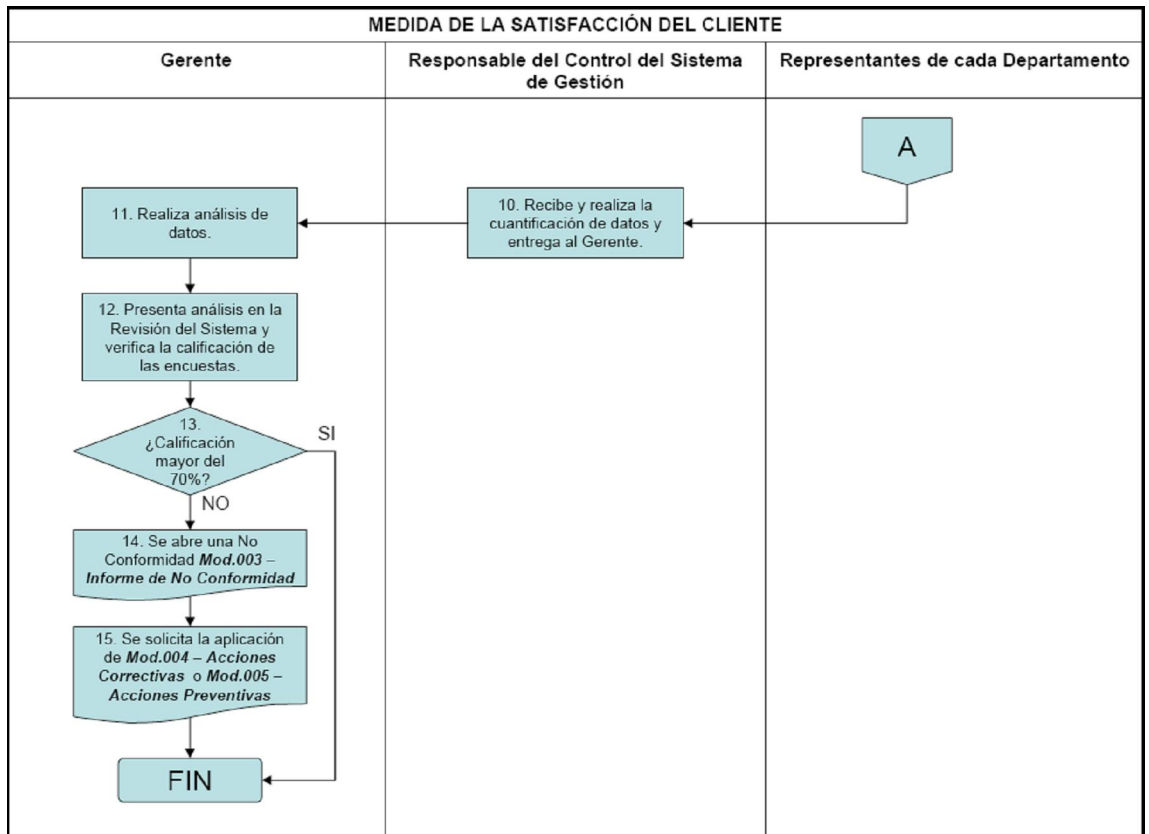 MEDIDA DE LA SATISFACCIÓN DEL CLIENTE
Gerente
Responsable del Control del Sistema
de Gestión
Representantes de cada Departamento
A
10. Recibe y realiza la
cuantificación de datos y
entrega al Gerente.
11. Realiza análisis de
datos.
12. Presenta análisis en la
Revisión del Sistema y
verifica la calificación de
las encuestas.
13.
¿Calificación
mayor del
70%?
SI
NO
14. Se abre una No
Conformidad Mod.003 –
Informe de No Conformidad
15. Se solicita la aplicación
de Mod.004 – Acciones
Correctivas o Mod.005 –
Acciones Preventivas
FIN